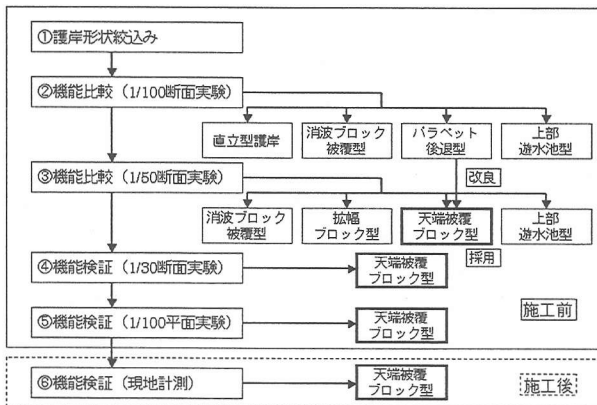 ①護岸形状絞込み
②機能比較（1/100断面実験）
直立型護岸
消波ブロック
被覆型
パラペット
後退型
上部
遊水池型
③機能比較（1/50断面実験）
改良
消波ブロック
被覆型
拡幅
ブロック型
天端被覆
ブロック型
上部
遊水池型
採用
④機能検証（1/30断面実験）
天端被覆
ブロック型
⑤機能検証（1/100平面実験）
天端被覆
ブロック型
施工前
⑥機能検証（現地計測）
天端被覆
ブロック型
施工後